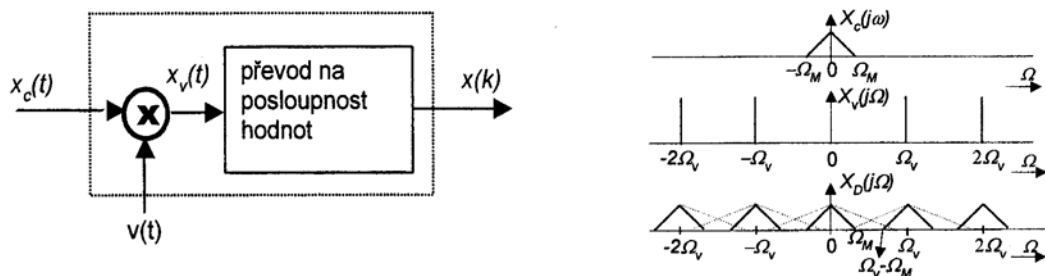 x_c(t)
x_v(t)
převod na
posloupnost
hodnot
x(k)
x
v(t)
X_c(jω)
-Ω_M 0 Ω_M Ω
X_v(jΩ)
-2Ω_v -Ω_v 0 Ω_v 2Ω_v Ω
X_D(jΩ)
-2Ω_v -Ω_v 0 Ω_M Ω_v 2Ω_v Ω
Ω_v-Ω_M